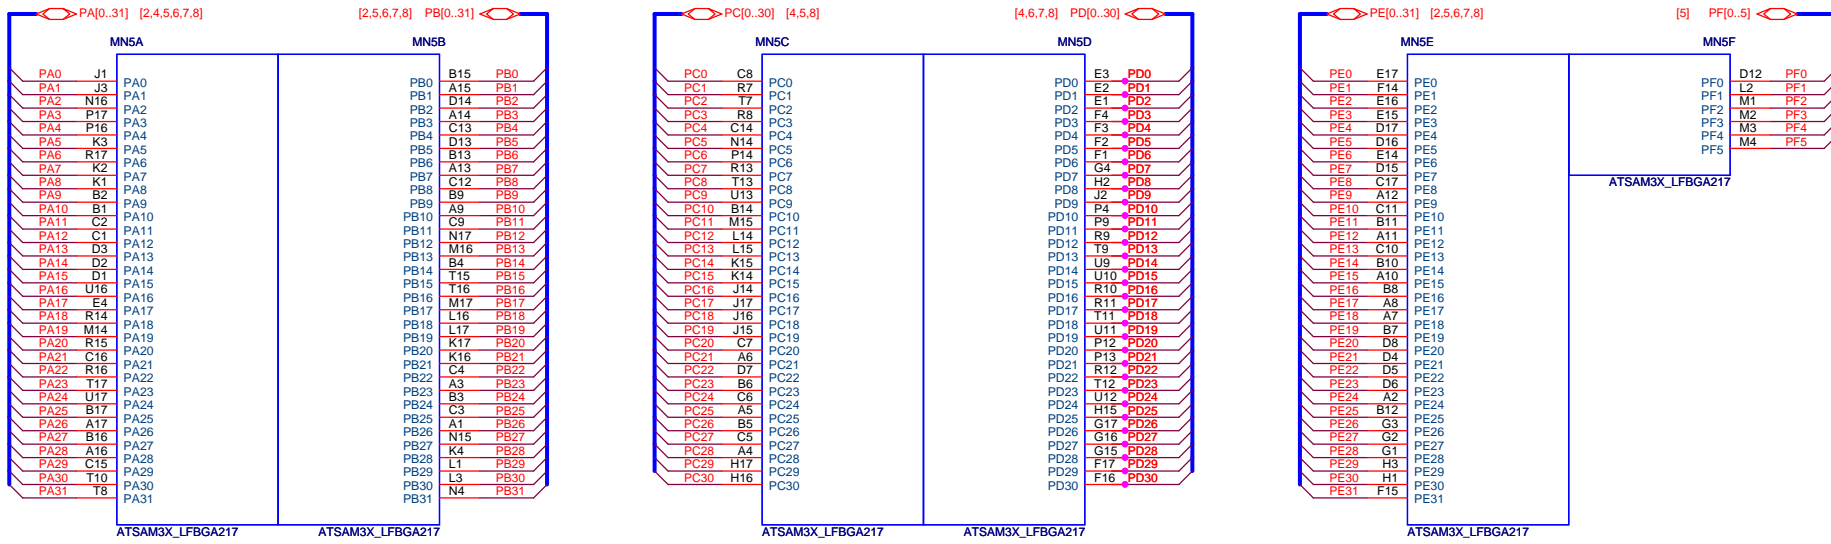 PA[0..31] [2,4,5,6,7,8] [2,5,6,7,8] PB[0..31]
MN5A MN5B
PA0 J1 PA0 PB0 B15 PB0
PA1 J3 PA1 PB1 A15 PB1
PA2 N16 PA2 PB2 D14 PB2
PA3 P17 PA3 PB3 A14 PB3
PA4 P16 PA4 PB4 C13 PB4
PA5 K3 PA5 PB5 D13 PB5
PA6 R17 PA6 PB6 B13 PB6
PA7 K2 PA7 PB7 A13 PB7
PA8 K1 PA8 PB8 C12 PB8
PA9 B2 PA9 PB9 B9 PB9
PA10 B1 PA10 PB10 A9 PB10
PA11 C2 PA11 PB11 C9 PB11
PA12 C1 PA12 PB12 N17 PB12
PA13 D3 PA13 PB13 M16 PB13
PA14 D2 PA14 PB14 B4 PB14
PA15 D1 PA15 PB15 T15 PB15
PA16 U16 PA16 PB16 T16 PB16
PA17 E4 PA17 PB17 M17 PB17
PA18 R14 PA18 PB18 L16 PB18
PA19 M14 PA19 PB19 L17 PB19
PA20 R15 PA20 PB20 K17 PB20
PA21 C16 PA21 PB21 K16 PB21
PA22 R16 PA22 PB22 C4 PB22
PA23 T17 PA23 PB23 A3 PB23
PA24 U17 PA24 PB24 B3 PB24
PA25 B17 PA25 PB25 C3 PB25
PA26 A17 PA26 PB26 A1 PB26
PA27 B16 PA27 PB27 N15 PB27
PA28 A16 PA28 PB28 K4 PB28
PA29 C15 PA29 PB29 L1 PB29
PA30 T10 PA30 PB30 L3 PB30
PA31 T8 PA31 PB31 N4 PB31
ATSAM3X_LFBGA217 ATSAM3X_LFBGA217
PC[0..30] [4,5,8] [4,6,7,8] PD[0..30]
MN5C MN5D
PC0 C8 PC0 PD0 E3 PD0
PC1 R7 PC1 PD1 E2 PD1
PC2 T7 PC2 PD2 E1 PD2
PC3 R8 PC3 PD3 F4 PD3
PC4 C14 PC4 PD4 F3 PD4
PC5 N14 PC5 PD5 F2 PD5
PC6 P14 PC6 PD6 F1 PD6
PC7 R13 PC7 PD7 G4 PD7
PC8 T13 PC8 PD8 H2 PD8
PC9 U13 PC9 PD9 J2 PD9
PC10 B14 PC10 PD10 P4 PD10
PC11 M15 PC11 PD11 P9 PD11
PC12 L14 PC12 PD12 R9 PD12
PC13 L15 PC13 PD13 T9 PD13
PC14 K15 PC14 PD14 U9 PD14
PC15 K14 PC15 PD15 U10 PD15
PC16 J14 PC16 PD16 R10 PD16
PC17 J17 PC17 PD17 R11 PD17
PC18 J16 PC18 PD18 T11 PD18
PC19 J15 PC19 PD19 U11 PD19
PC20 C7 PC20 PD20 P12 PD20
PC21 A6 PC21 PD21 P13 PD21
PC22 D7 PC22 PD22 R12 PD22
PC23 B6 PC23 PD23 T12 PD23
PC24 C6 PC24 PD24 U12 PD24
PC25 A5 PC25 PD25 H15 PD25
PC26 B5 PC26 PD26 G17 PD26
PC27 C5 PC27 PD27 G16 PD27
PC28 A4 PC28 PD28 G15 PD28
PC29 H17 PC29 PD29 F17 PD29
PC30 H16 PC30 PD30 F16 PD30
ATSAM3X_LFBGA217 ATSAM3X_LFBGA217
PE[0..31] [2,5,6,7,8] [5] PF[0..5]
MN5E MN5F
PE0 E17 PE0 PF0 D12 PF0
PE1 F14 PE1 PF1 L2 PF1
PE2 E16 PE2 PF2 M1 PF2
PE3 E15 PE3 PF3 M2 PF3
PE4 D17 PE4 PF4 M3 PF4
PE5 D16 PE5 PF5 M4 PF5
PE6 E14 PE6
PE7 D15 PE7
ATSAM3X_LFBGA217
PE8 C17 PE8
PE9 A12 PE9
PE10 C11 PE10
PE11 B11 PE11
PE12 A11 PE12
PE13 C10 PE13
PE14 B10 PE14
PE15 A10 PE15
PE16 B8 PE16
PE17 A8 PE17
PE18 A7 PE18
PE19 B7 PE19
PE20 D8 PE20
PE21 D4 PE21
PE22 D5 PE22
PE23 D6 PE23
PE24 A2 PE24
PE25 B12 PE25
PE26 G3 PE26
PE27 G2 PE27
PE28 G1 PE28
PE29 H3 PE29
PE30 H1 PE30
PE31 F15 PE31
ATSAM3X_LFBGA217